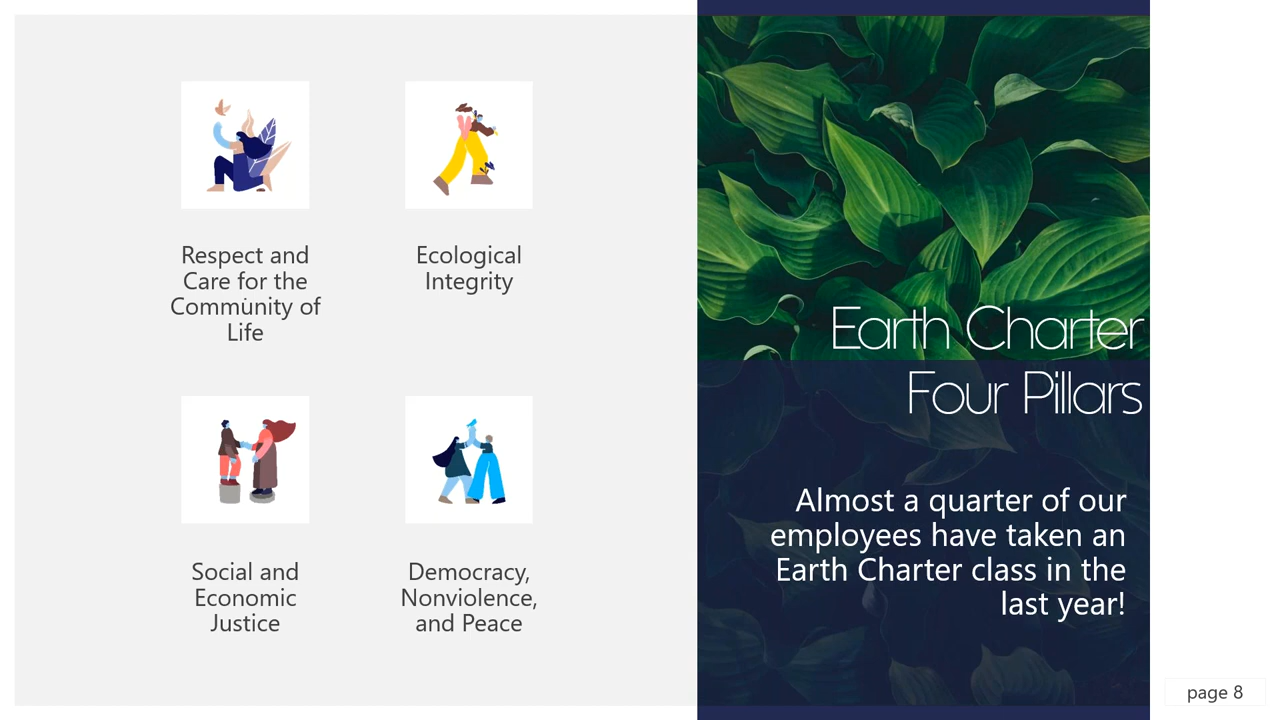 Respect and
Care for the
Community of
Life
Ecological
Integrity
Social and
Economic
Justice
Democracy,
Nonviolence,
and Peace
Earth Charter
Four Pillars
Almost a quarter of our
employees have taken an
Earth Charter class in the
last year!
page 8